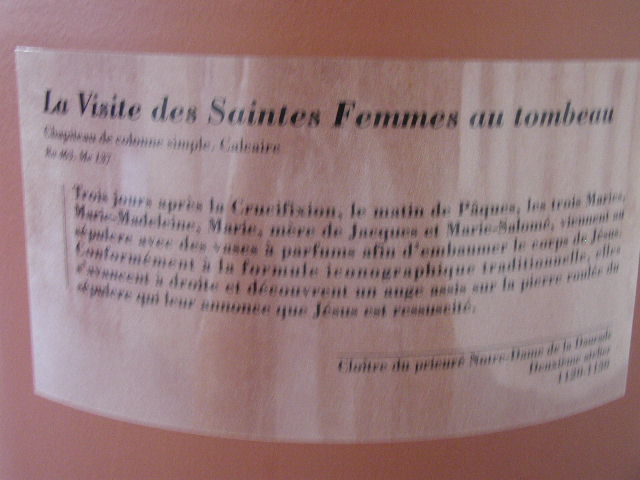 La Visite des Saintes Femmes au tombeau
Chapiteau de colonne simple, Calcaire
Trois jours après la Crucifixion, le matin de Pâques, les trois Maries,
Marie-Madeleine, Marie, mère de Jacques et Marie-Salomé, viennent au
sépulcre avec des vases à parfums afin d'embaumer le corps de Jésus.
Conformément à la formule iconographique traditionnelle, elles
s'avancent à droite et découvrent un ange assis sur la pierre roulée du
sépulcre qui leur annonce que Jésus est ressuscité.
Cloître du prieuré Notre-Dame de la Daurade
Deuxième atelier
1120-1130